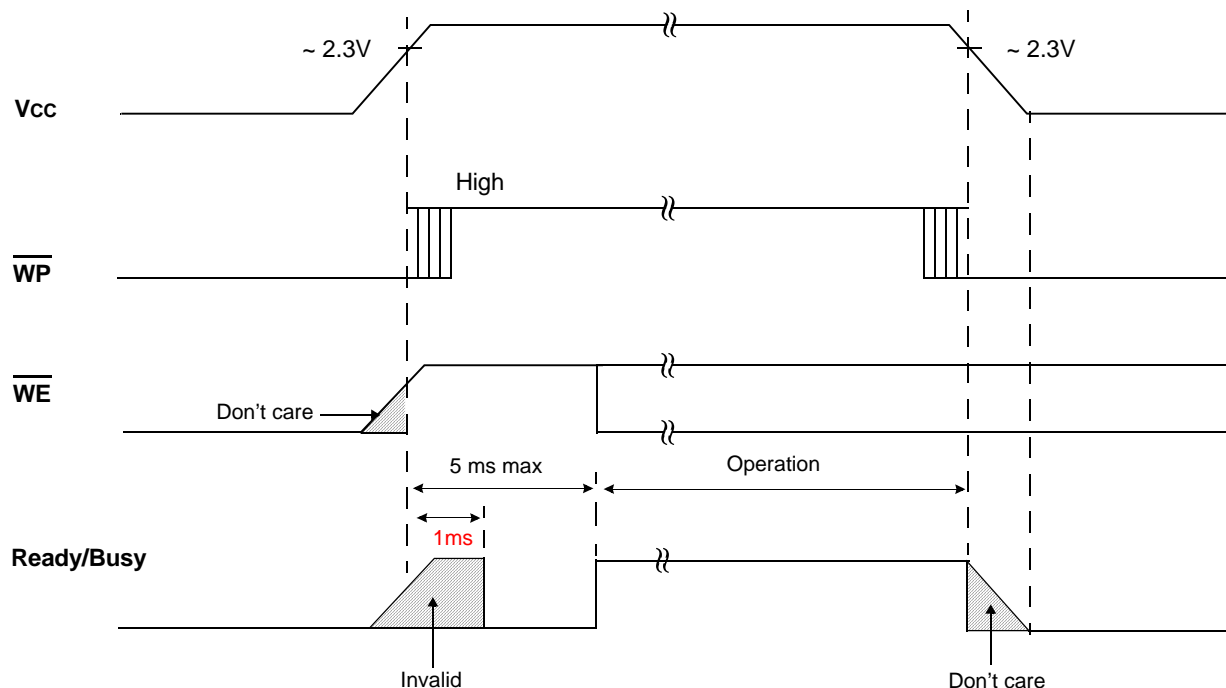 ~ 2.3V
~ 2.3V
Vcc
High
WP
WE
Don't care
5 ms max
Operation
1ms
Ready/Busy
Invalid
Don't care